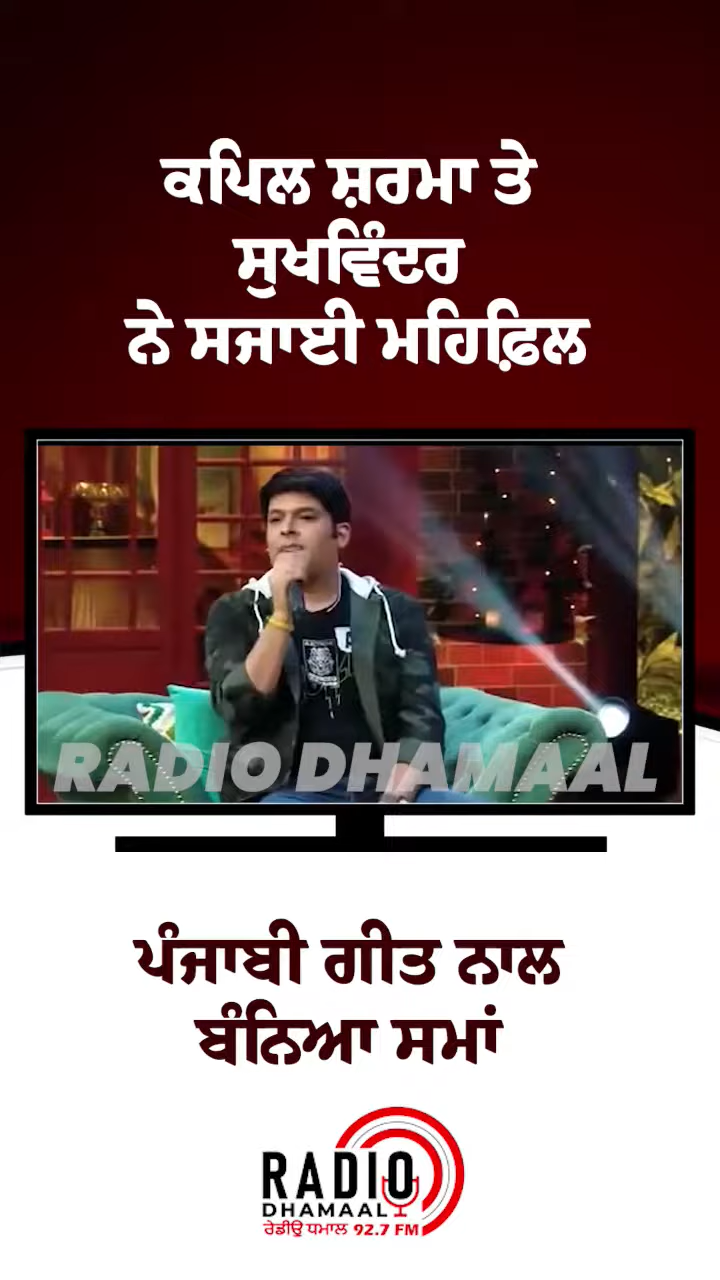 ਕਪਿਲ ਸ਼ਰਮਾ ਤੇ
ਸੁਖਵਿੰਦਰ
ਨੇ ਸਜਾਈ ਮਹਿਫ਼ਿਲ
RADIO DHAMAAL
ਪੰਜਾਬੀ ਗੀਤ ਨਾਲ
ਬੰਨਿਆ ਸਮਾਂ
RADIO
DHAMAAL
ਰੇਡੀਉ ਧਮਾਲ 92.7 FM